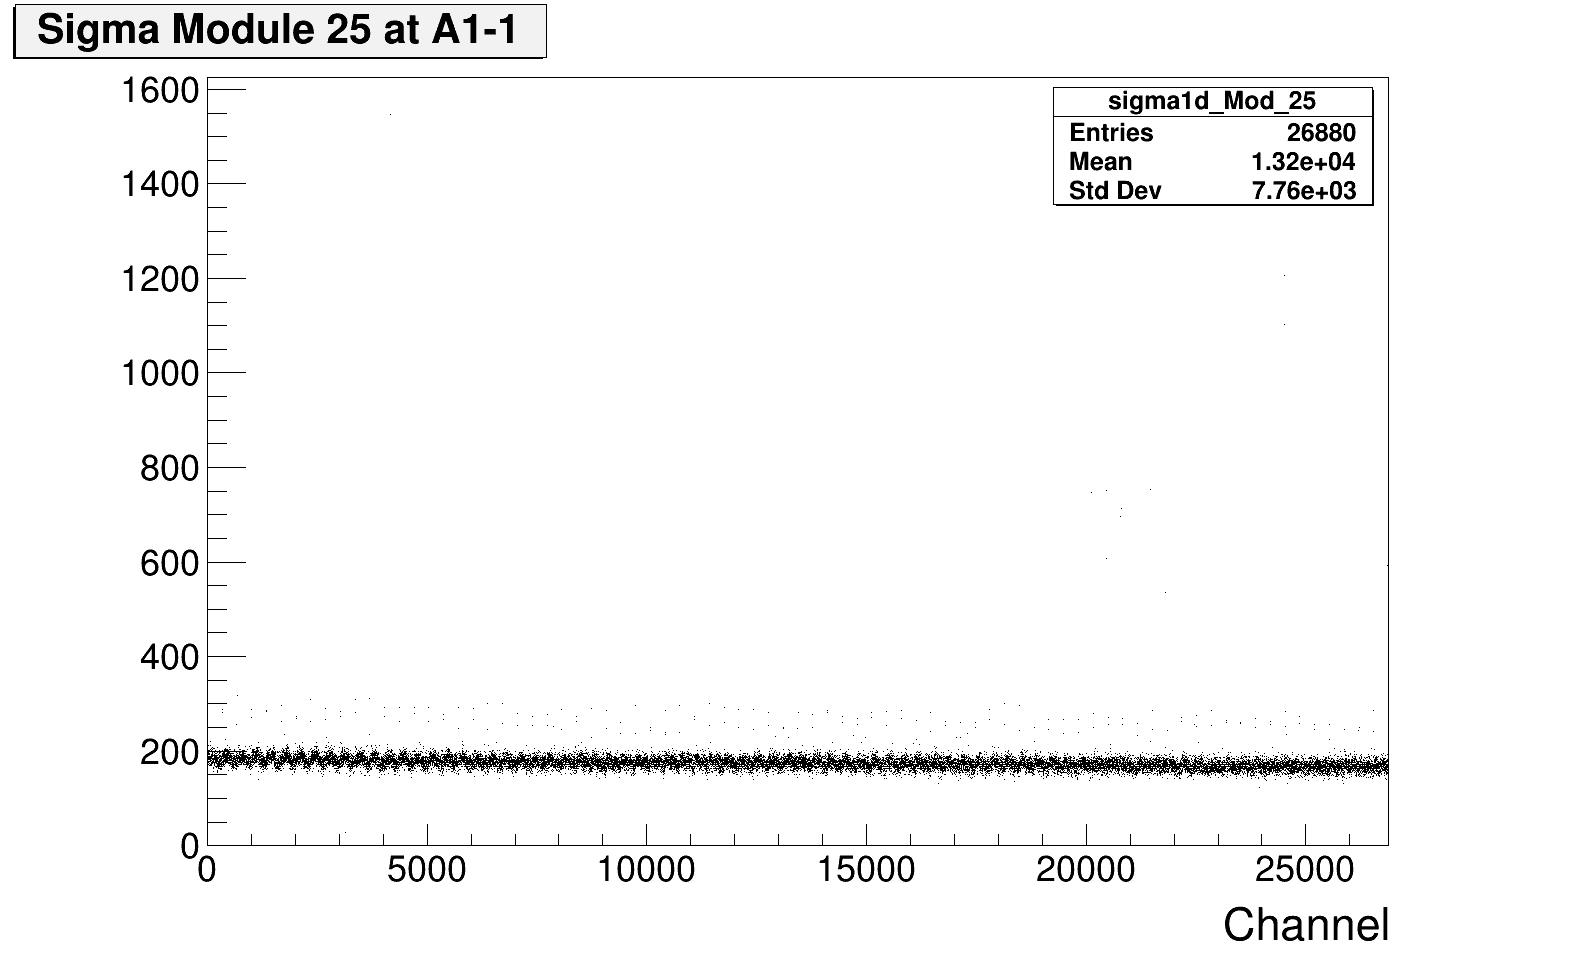 Sigma Module 25 at A1-1
sigma1d_Mod_25
Entries 26880
Mean 1.32e+04
Std Dev 7.76e+03
1600
1400
1200
1000
800
600
400
200
0
0 5000 10000 15000 20000 25000
Channel